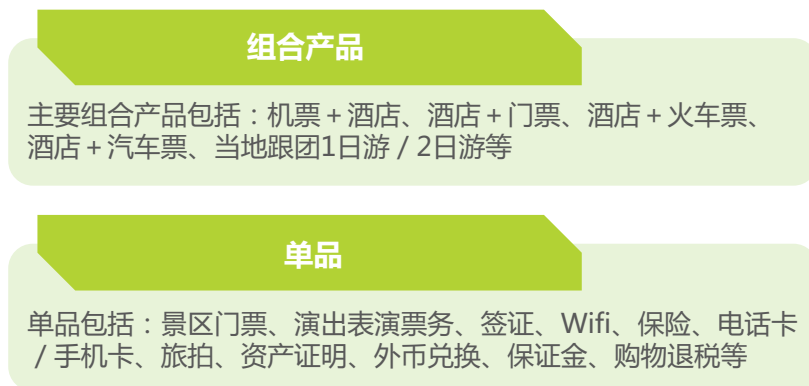 组合产品
主要组合产品包括：机票＋酒店、酒店＋门票、酒店＋火车票、
酒店＋汽车票、当地跟团1日游／2日游等
单品
单品包括：景区门票、演出表演票务、签证、Wifi、保险、电话卡
／手机卡、旅拍、资产证明、外币兑换、保证金、购物退税等